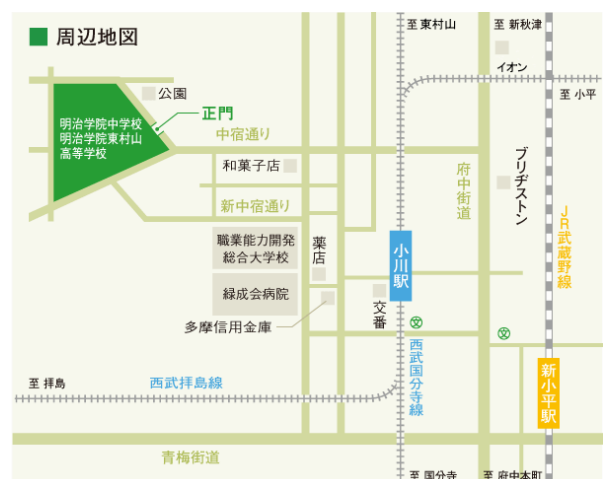 周辺地図
至 東村山
至 新秋津
イオン
至 小平
公園
正門
明治学院中学校
明治学院東村山
高等学校
中宿通り
和菓子店
府中街道
ブリヂストン
新中宿通り
JR武蔵野線
職業能力開発
総合大学校
薬店
小川駅
緑成会病院
交番
多摩信用金庫
文
文
西武国分寺線
新小平駅
至 拝島
西武拝島線
青梅街道
至 国分寺
至 府中本町